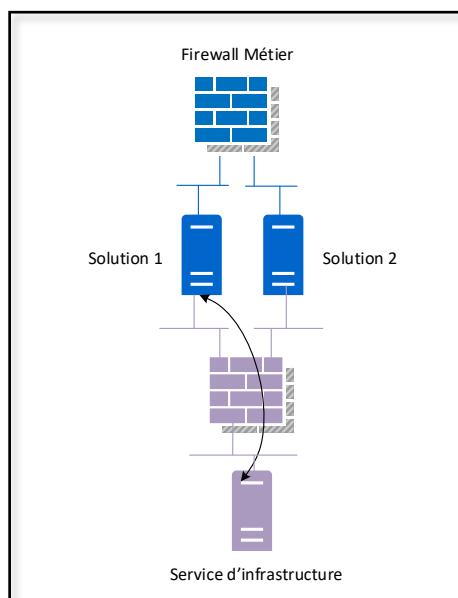 Firewall Métier
Solution 1
Solution 2
Service d’infrastructure